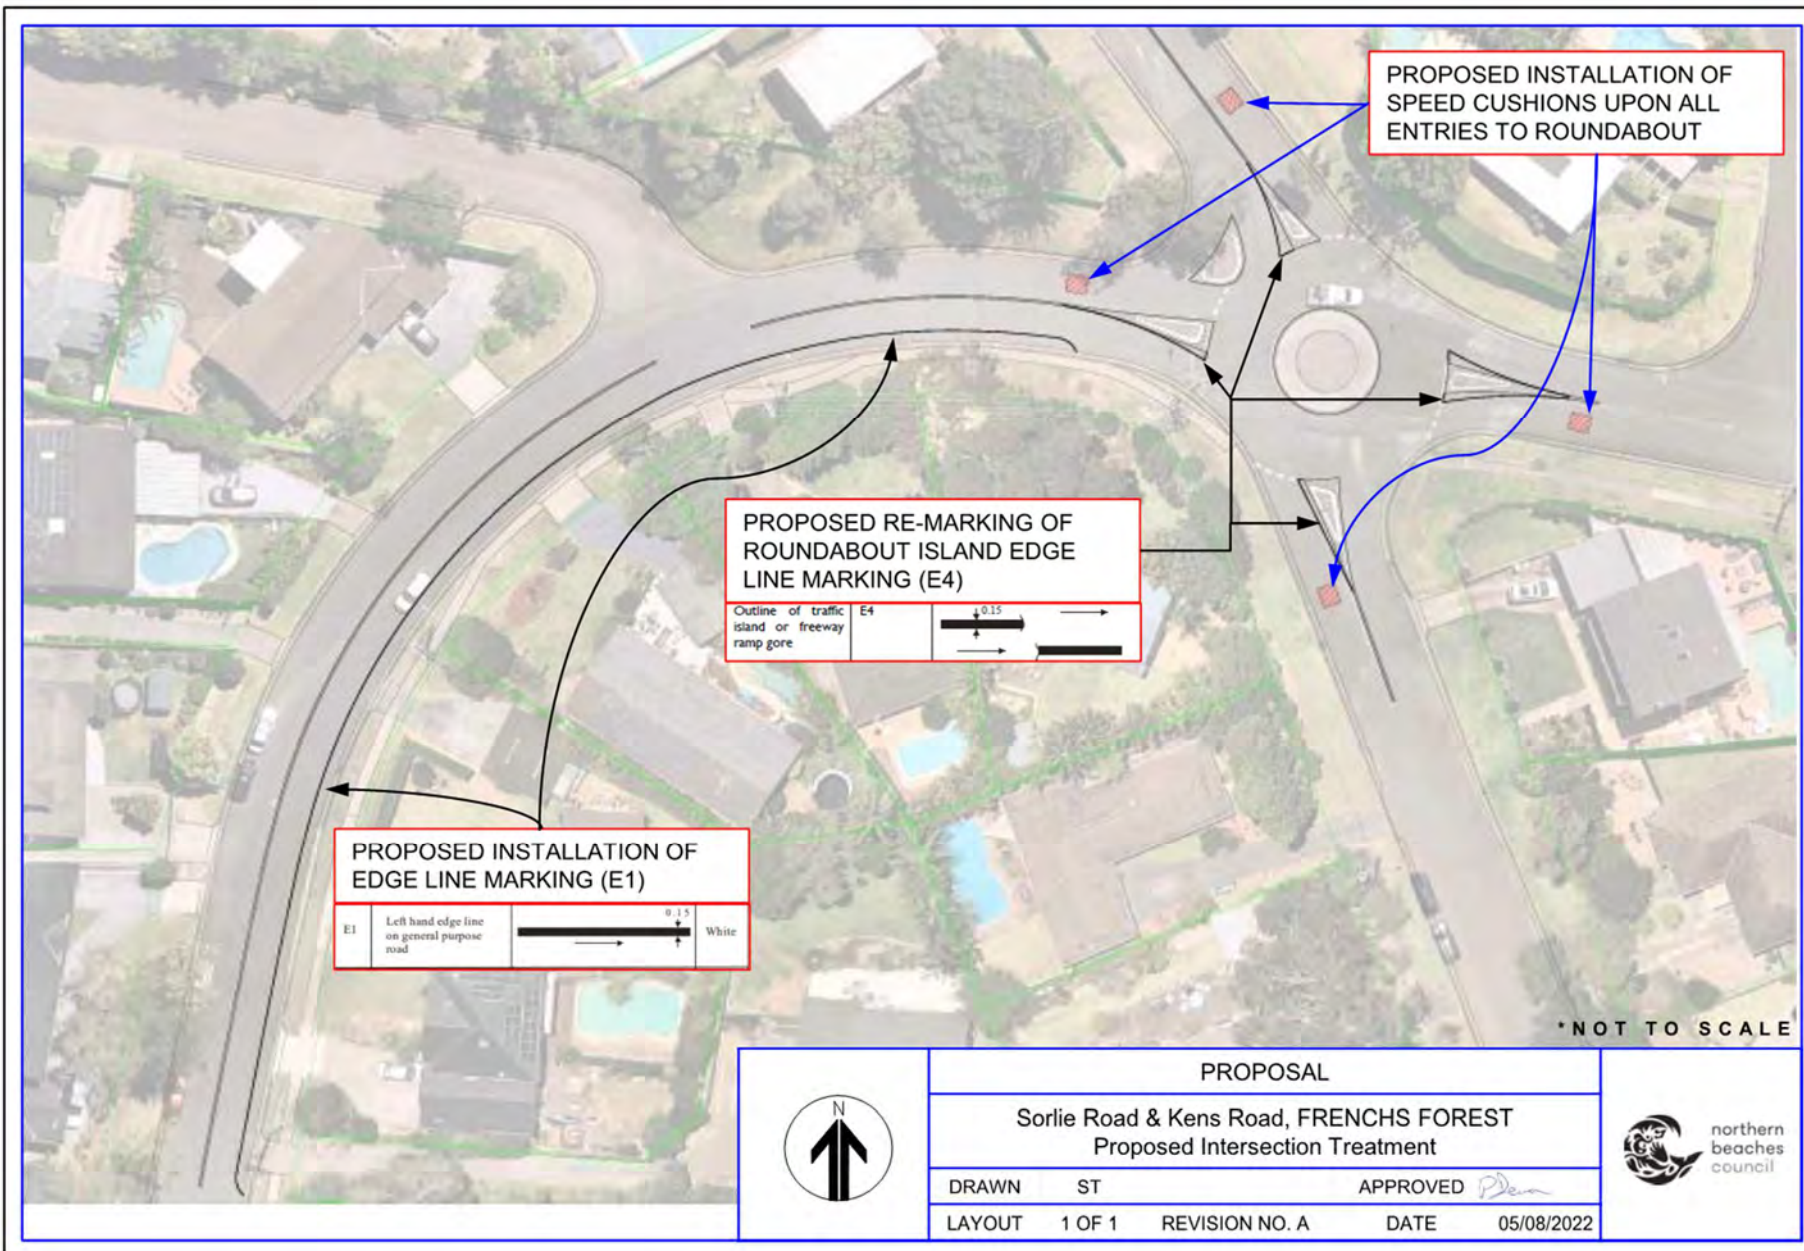 PROPOSED INSTALLATION OF
SPEED CUSHIONS UPON ALL
ENTRIES TO ROUNDABOUT
PROPOSED RE-MARKING OF
ROUNDABOUT ISLAND EDGE
LINE MARKING (E4)
Outline of traffic
island or freeway
ramp gore
E4
0.15
PROPOSED INSTALLATION OF
EDGE LINE MARKING (E1)
E1
Left hand edge line
on general purpose
road
0.15
White
*NOT TO SCALE
N
PROPOSAL
Sorlie Road & Kens Road, FRENCHS FOREST
Proposed Intersection Treatment
DRAWN ST APPROVED
LAYOUT 1 OF 1 REVISION NO. A DATE 05/08/2022
northern
beaches
council